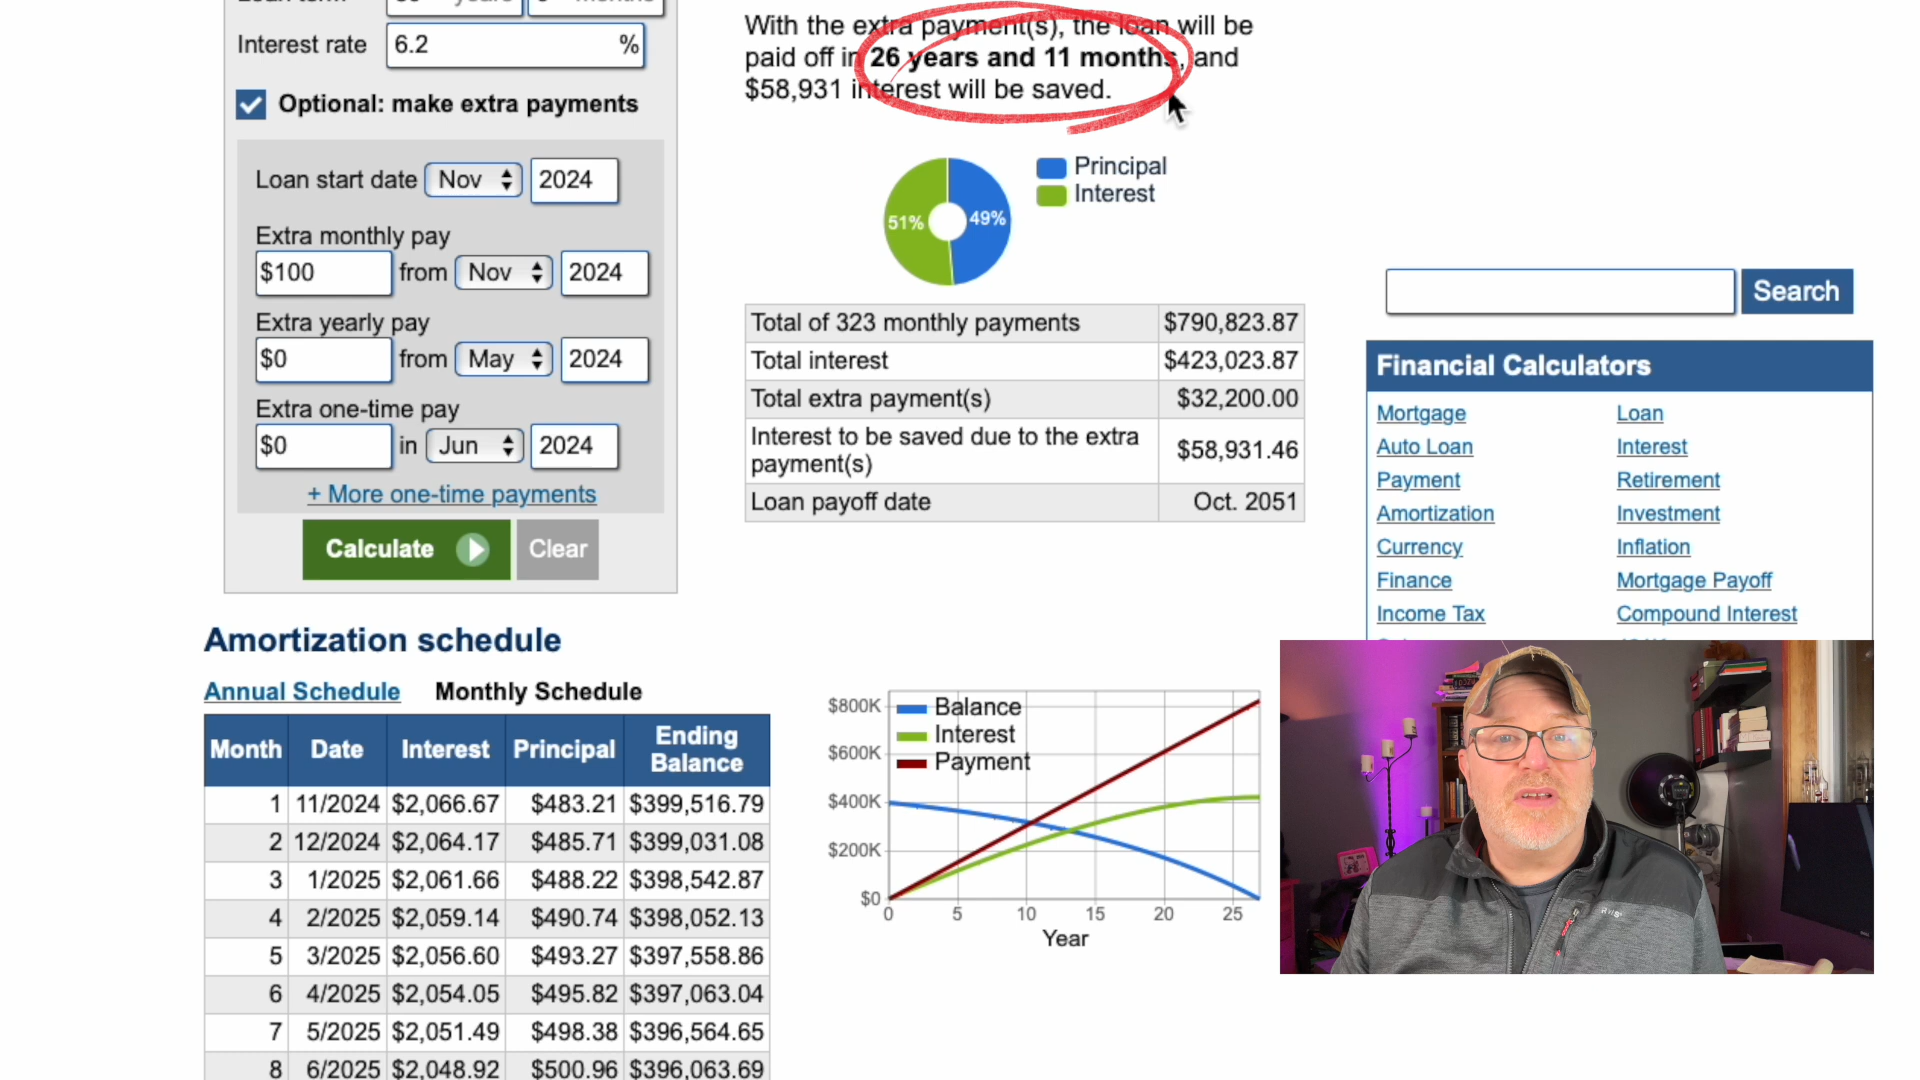 Interest rate 6.2 %
Optional: make extra payments
Loan start date Nov 2024
Extra monthly pay
$100 from Nov 2024
Extra yearly pay
$0 from May 2024
Extra one-time pay
$0 in Jun 2024
+ More one-time payments
Calculate Clear
With the extra payment(s), the loan will be
paid off in 26 years and 11 months, and
$58,931 interest will be saved.
51% 49%
Principal
Interest
Total of 323 monthly payments $790,823.87
Total interest $423,023.87
Total extra payment(s) $32,200.00
Interest to be saved due to the extra
payment(s) $58,931.46
Loan payoff date Oct. 2051
Search
Financial Calculators
Mortgage Loan
Auto Loan Interest
Payment Retirement
Amortization Investment
Currency Inflation
Finance Mortgage Payoff
Income Tax Compound Interest
Amortization schedule
Annual Schedule Monthly Schedule
Month Date Interest Principal Ending Balance
1 11/2024 $2,066.67 $483.21 $399,516.79
2 12/2024 $2,064.17 $485.71 $399,031.08
3 1/2025 $2,061.66 $488.22 $398,542.87
4 2/2025 $2,059.14 $490.74 $398,052.13
5 3/2025 $2,056.60 $493.27 $397,558.86
6 4/2025 $2,054.05 $495.82 $397,063.04
7 5/2025 $2,051.49 $498.38 $396,564.65
8 6/2025 $2,048.92 $500.96 $396,063.69
Balance
Interest
Payment
$800K
$600K
$400K
$200K
$0
0 5 10 15 20 25
Year